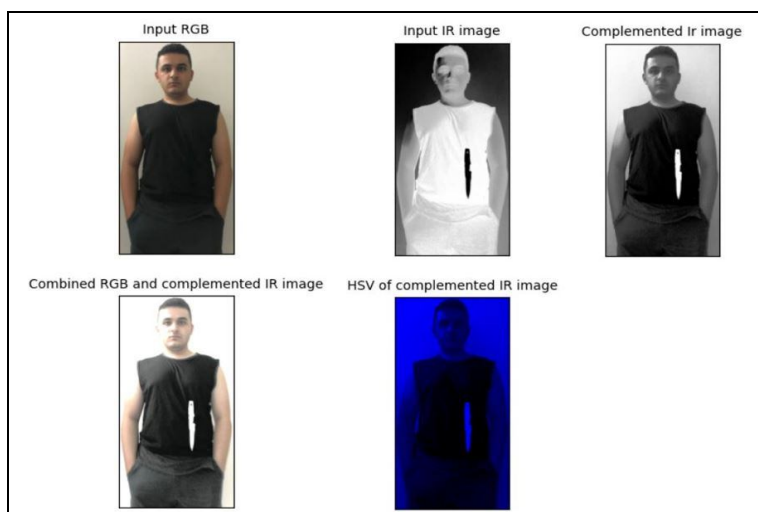 Input RGB
Input IR image
Complemented Ir image
Combined RGB and complemented IR image
HSV of complemented IR image